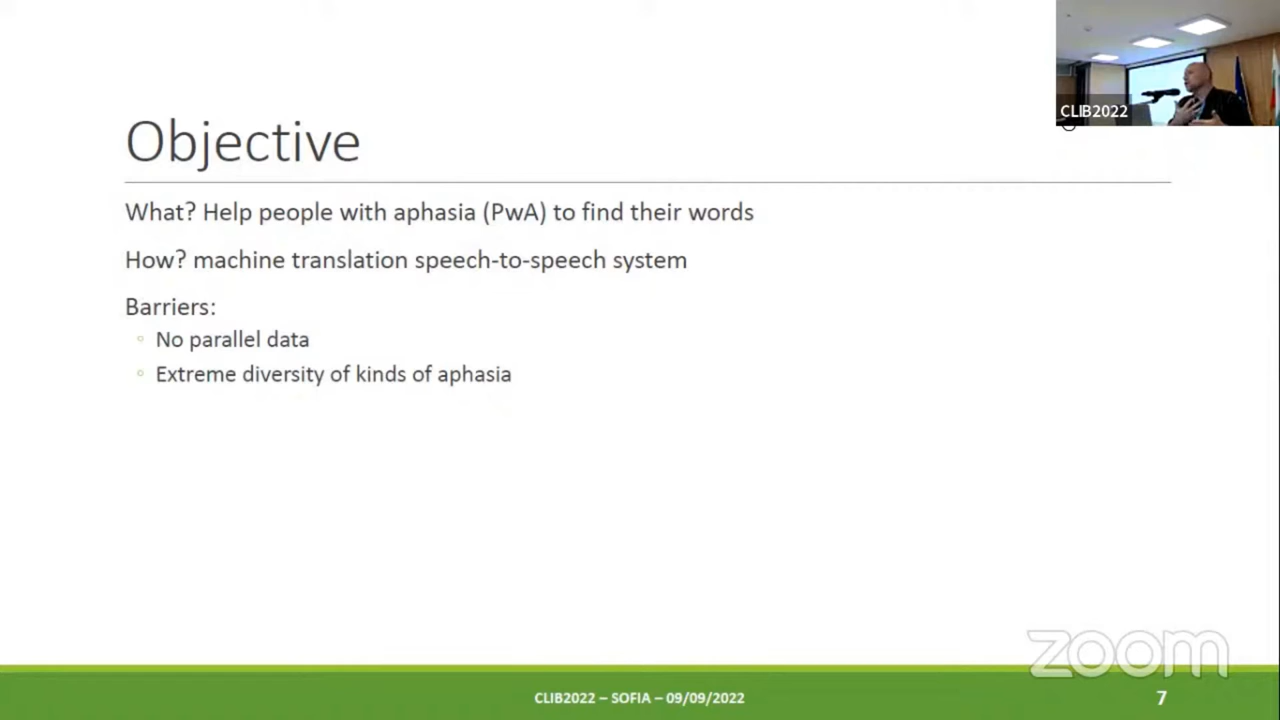 CLIB2022
Objective
What? Help people with aphasia (PwA) to find their words
How? machine translation speech-to-speech system
Barriers:
No parallel data
Extreme diversity of kinds of aphasia
zoom
CLIB2022 – SOFIA – 09/09/2022
7